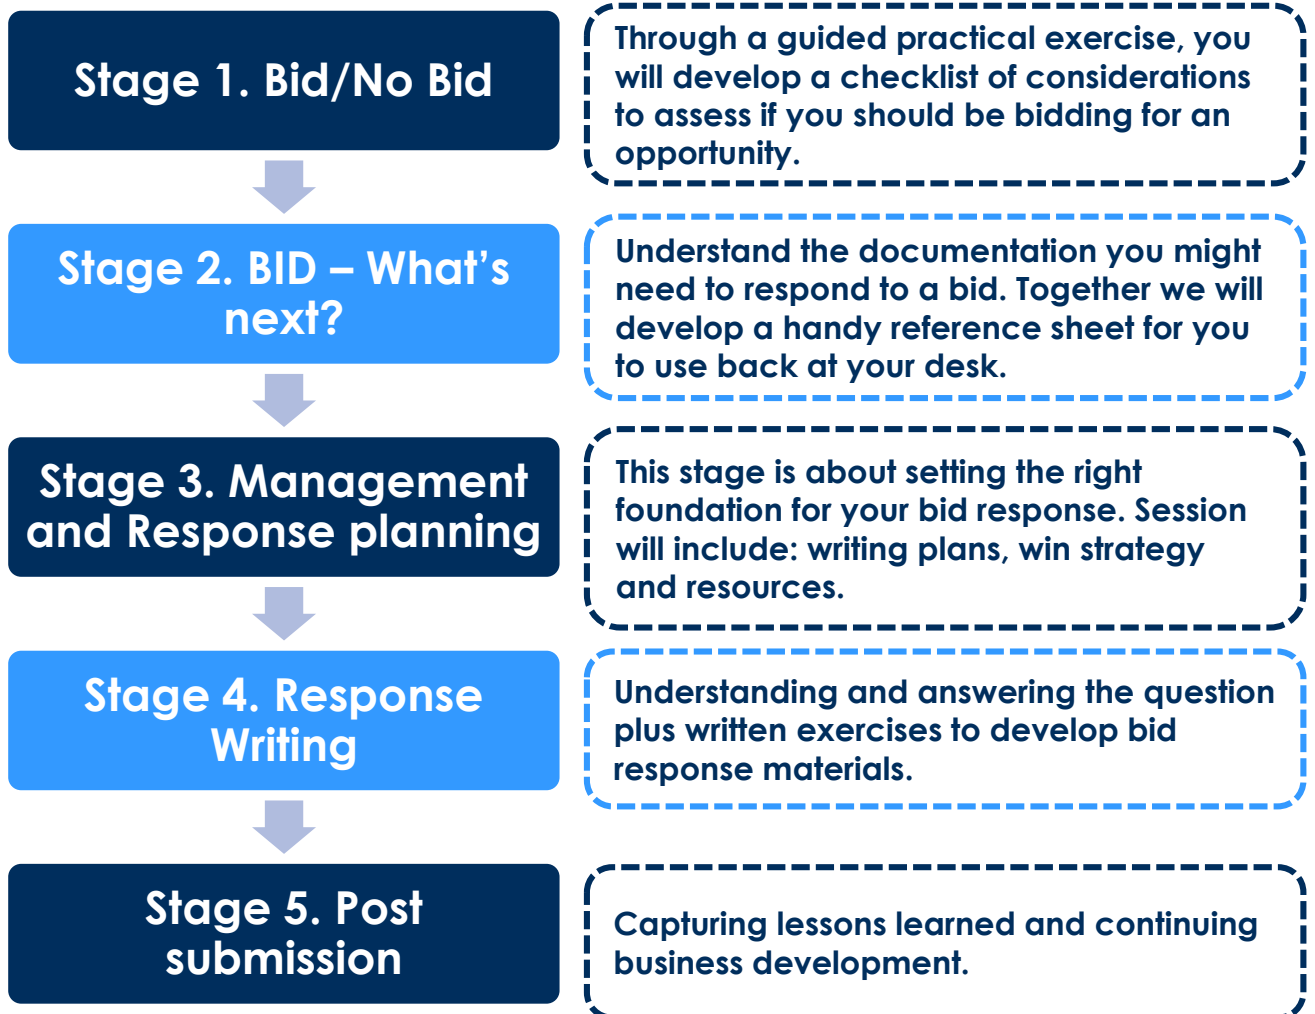 Stage 1. Bid/No Bid
Through a guided practical exercise, you
will develop a checklist of considerations
to assess if you should be bidding for an
opportunity.
Stage 2. BID – What’s
next?
Understand the documentation you might
need to respond to a bid. Together we will
develop a handy reference sheet for you
to use back at your desk.
Stage 3. Management
and Response planning
This stage is about setting the right
foundation for your bid response. Session
will include: writing plans, win strategy
and resources.
Stage 4. Response
Writing
Understanding and answering the question
plus written exercises to develop bid
response materials.
Stage 5. Post
submission
Capturing lessons learned and continuing
business development.